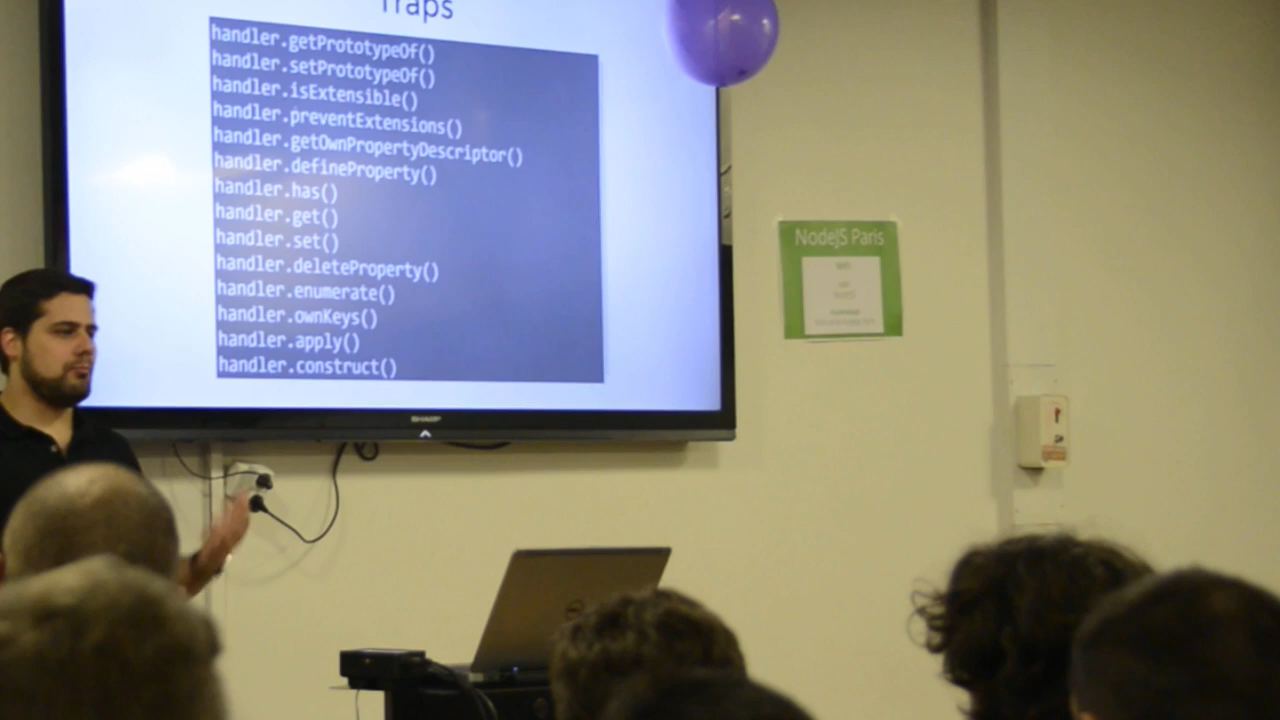 Traps
handler.getPrototypeOf()
handler.setPrototypeOf()
handler.isExtensible()
handler.preventExtensions()
handler.getOwnPropertyDescriptor()
handler.defineProperty()
handler.has()
handler.get()
handler.set()
handler.deleteProperty()
handler.enumerate()
handler.ownKeys()
handler.apply()
handler.construct()
SHARP
NodeJS Paris